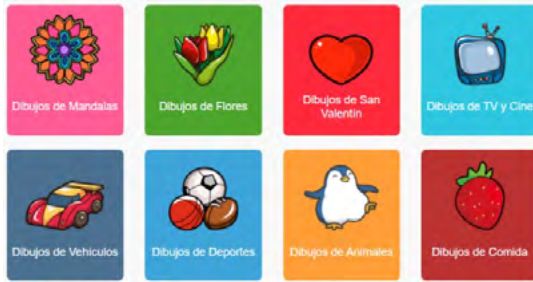 Dibujos de Mandalas
Dibujos de Flores
Dibujos de San
Valentín
Dibujos de TV y Cine
Dibujos de Vehículos
Dibujos de Deportes
Dibujos de Animales
Dibujos de Comida